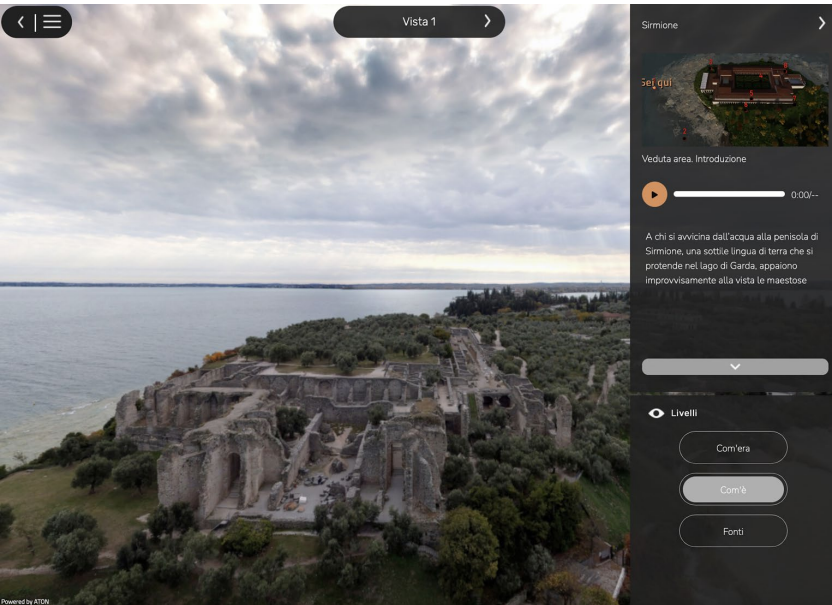 Vista 1
Sirmione
Sei qui
Veduta area. Introduzione
0:00/--
A chi si avvicina dall'acqua alla penisola di
Sirmione, una sottile lingua di terra che si
protende nel lago di Garda, appaiono
improvvisamente alla vista le maestose
Livelli
Com'era
Com'è
Fonti
Powered by ATON